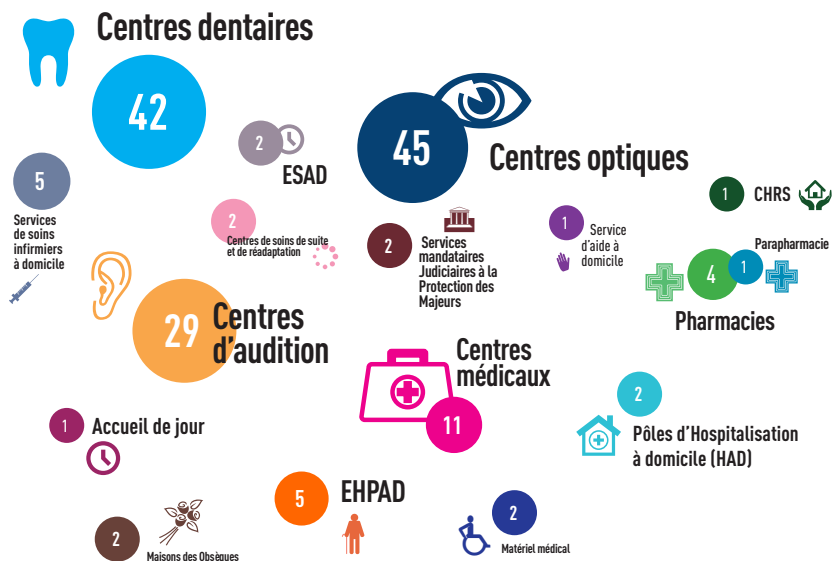 Centres dentaires
42
45
Centres optiques
2
ESAD
5
Services
de soins
infirmiers
à domicile
2
Centres de soins de suite
et de réadaptation
2
Services
mandataires
Judiciaires à la
Protection des
Majeurs
1
Service
d'aide à
domicile
1
CHRS
4
1
Parapharmacie
Pharmacies
29
Centres
d'audition
Centres
médicaux
11
1
Accueil de jour
2
Pôles d'Hospitalisation
à domicile (HAD)
5
EHPAD
2
Maisons des Obsèques
2
Matériel médical